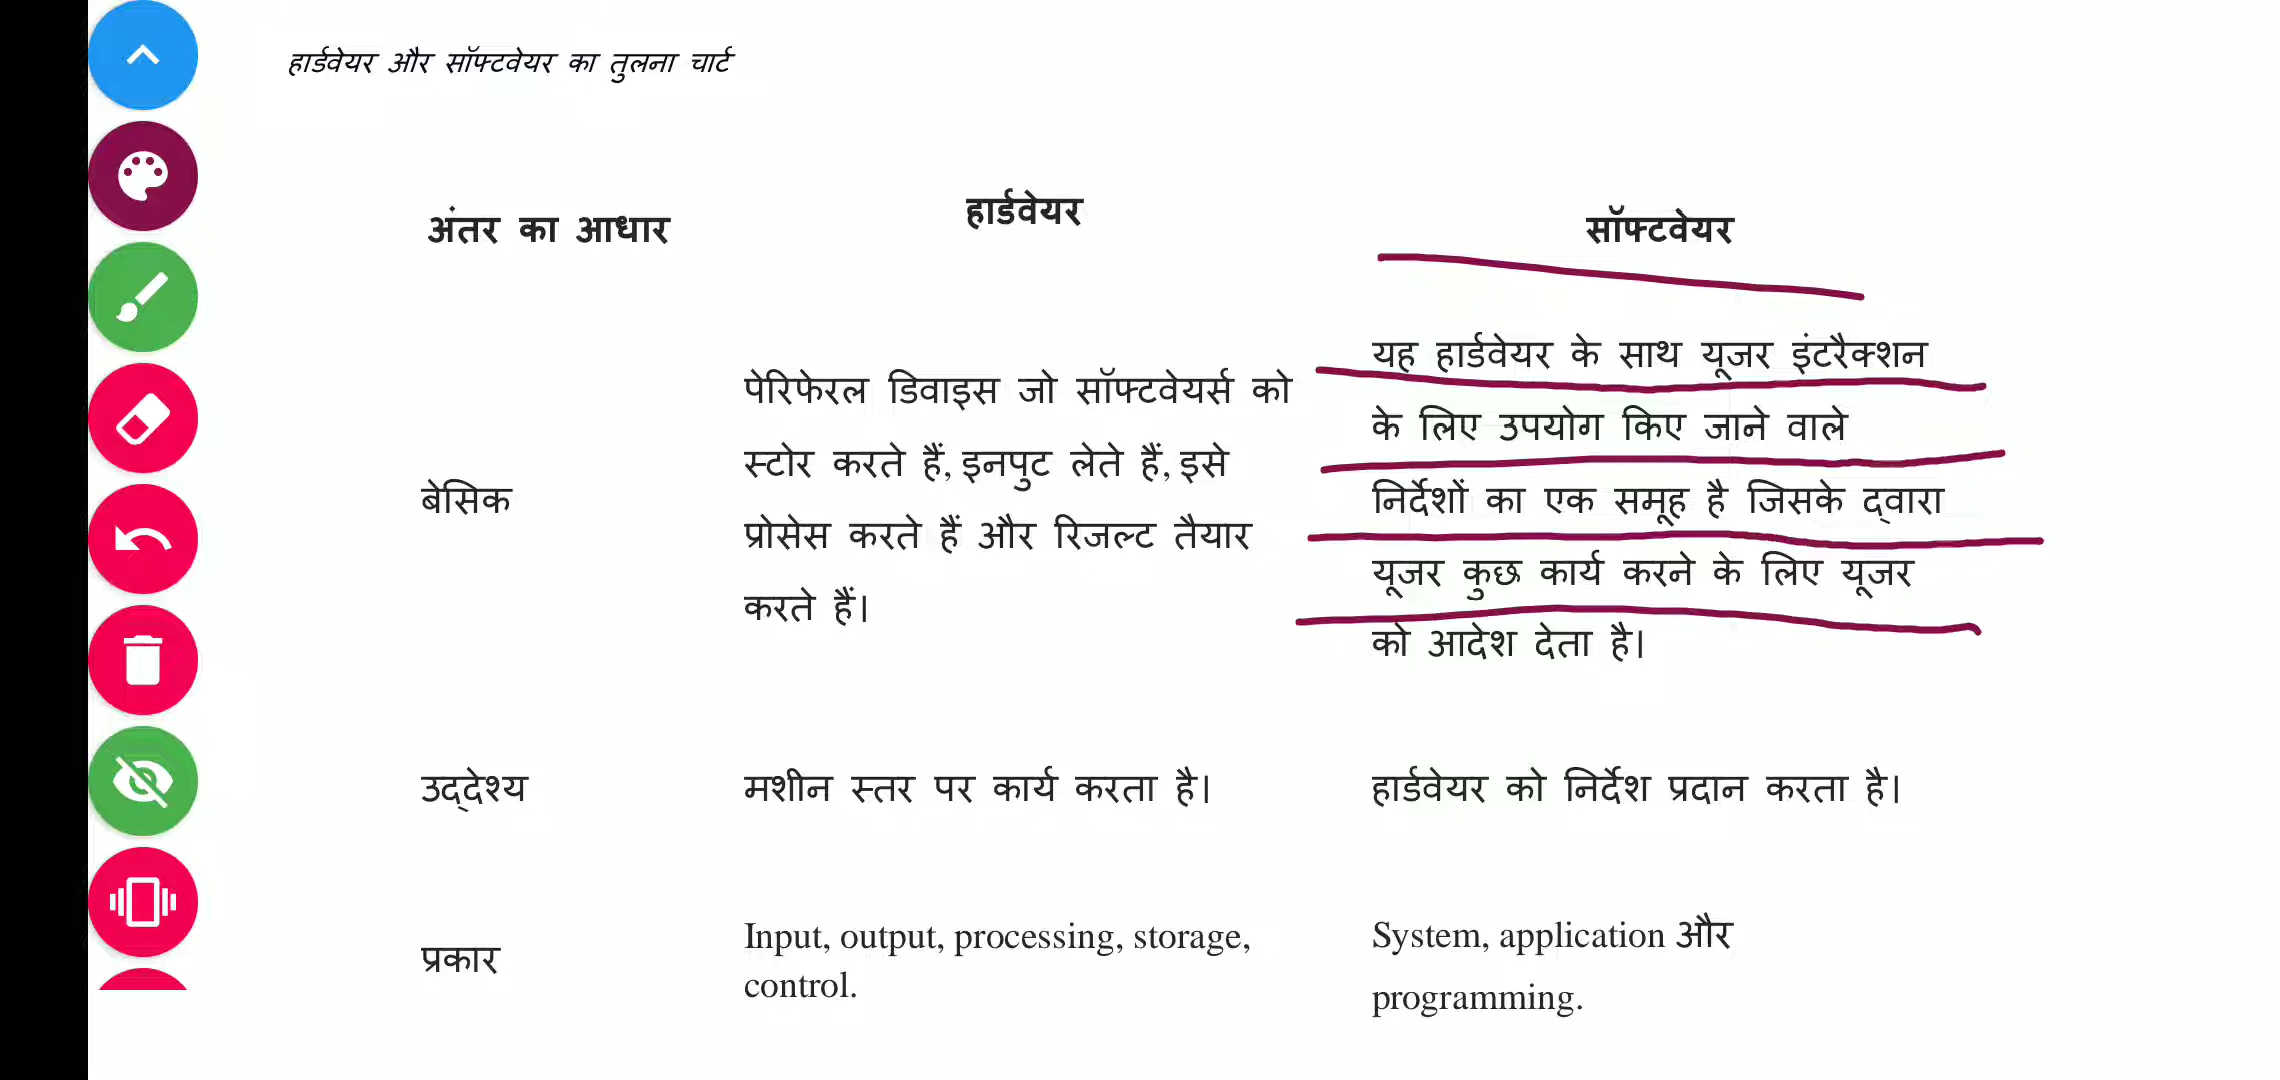 हार्डवेयर और सॉफ्टवेयर का तुलना चार्ट
अंतर का आधार
हार्डवेयर
सॉफ्टवेयर
बेसिक
पेरिफेरल डिवाइस जो सॉफ्टवेयर्स को
स्टोर करते हैं, इनपुट लेते हैं, इसे
प्रोसेस करते हैं और रिजल्ट तैयार
करते हैं।
यह हार्डवेयर के साथ यूजर इंटरैक्शन
के लिए उपयोग किए जाने वाले
निर्देशों का एक समूह है जिसके द्वारा
यूजर कुछ कार्य करने के लिए यूजर
को आदेश देता है।
उद्देश्य
मशीन स्तर पर कार्य करता है।
हार्डवेयर को निर्देश प्रदान करता है।
प्रकार
Input, output, processing, storage,
control.
System, application और
programming.